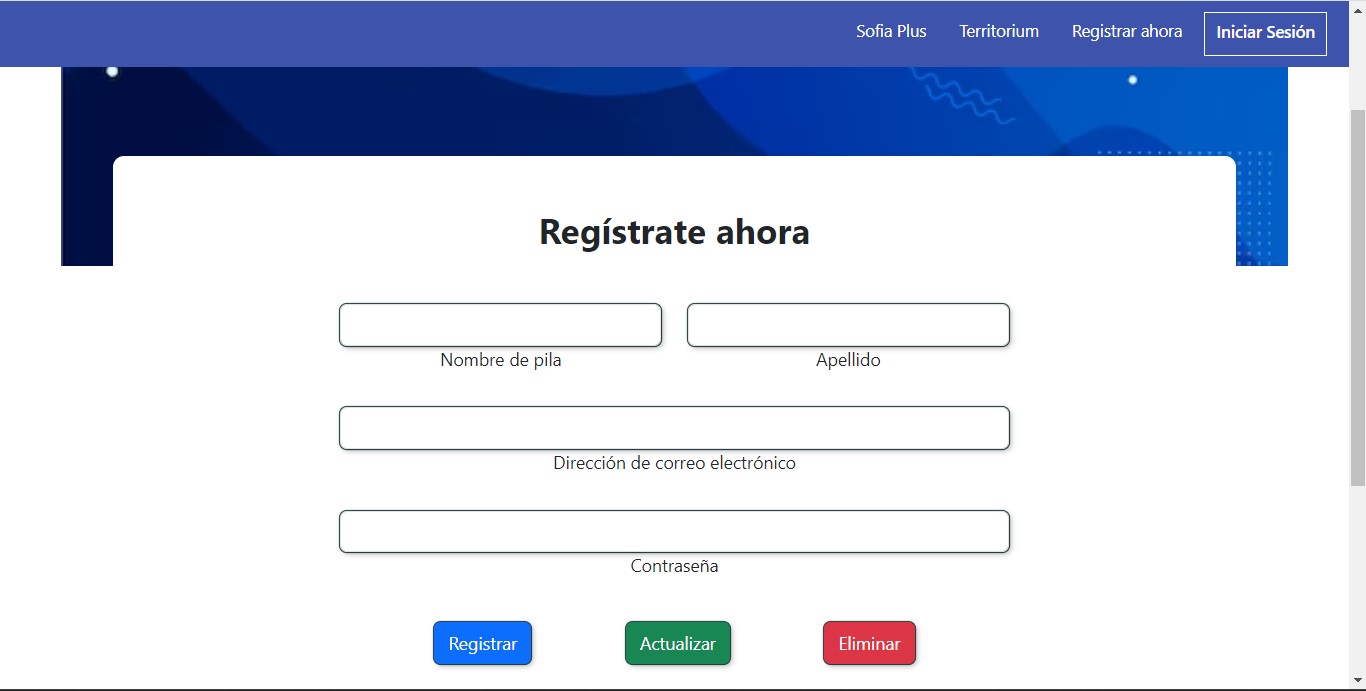 Sofia Plus Territorium Registrar ahora Iniciar Sesión
Regístrate ahora
Nombre de pila Apellido
Dirección de correo electrónico
Contraseña
Registrar Actualizar Eliminar